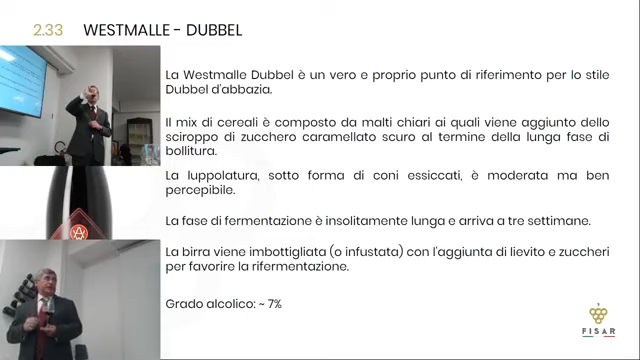 2.33 WESTMALLE - DUBBEL
La Westmalle Dubbel è un vero e proprio punto di riferimento per lo stile
Dubbel d'abbazia.
Il mix di cereali è composto da malti chiari ai quali viene aggiunto dello
sciroppo di zucchero caramellato scuro al termine della lunga fase di
bollitura.
La luppolatura, sotto forma di coni essiccati, è moderata ma ben
percepibile.
La fase di fermentazione è insolitamente lunga e arriva a tre settimane.
La birra viene imbottigliata (o infustata) con l'aggiunta di lievito e zuccheri
per favorire la rifermentazione.
Grado alcolico: ~ 7%
FISAR